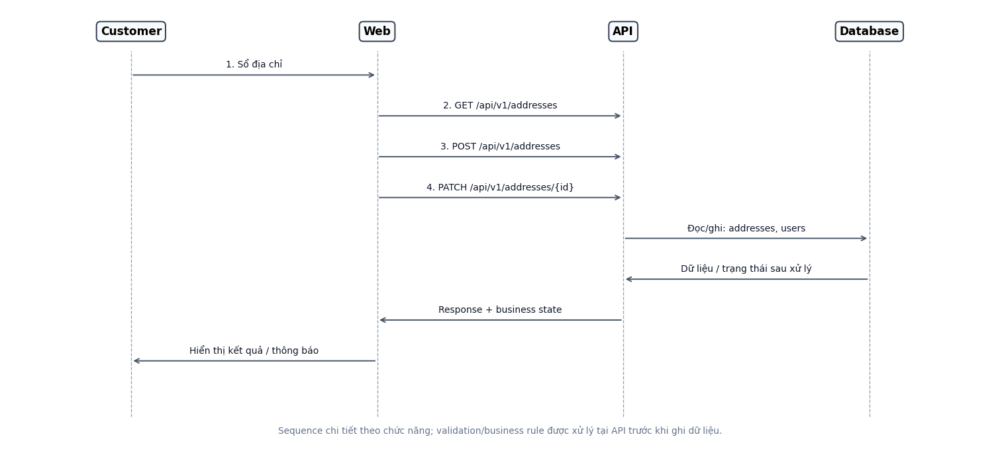 Customer
Web
API
Database
1. Sổ địa chỉ
2. GET /api/v1/addresses
3. POST /api/v1/addresses
4. PATCH /api/v1/addresses/{id}
Đọc/ghi: addresses, users
Dữ liệu / trạng thái sau xử lý
Response + business state
Hiển thị kết quả / thông báo
Sequence chi tiết theo chức năng; validation/business rule được xử lý tại API trước khi ghi dữ liệu.